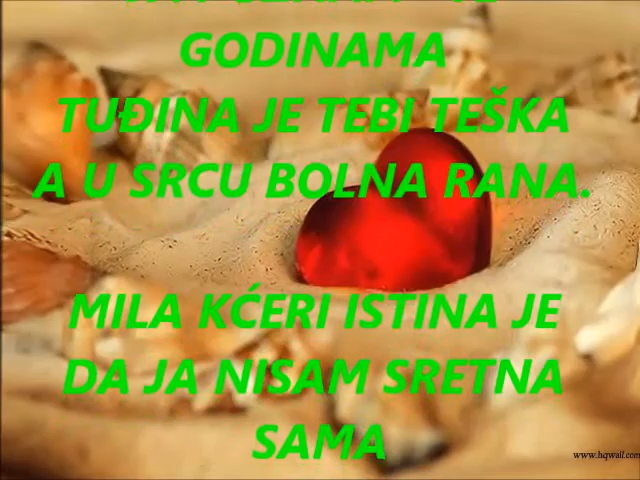 GODINAMA
TUĐINA JE TEBI TEŠKA
A U SRCU BOLNA RANA.
MILA KĆERI ISTINA JE
DA JA NISAM SRETNA
SAMA
www.hqwall.com